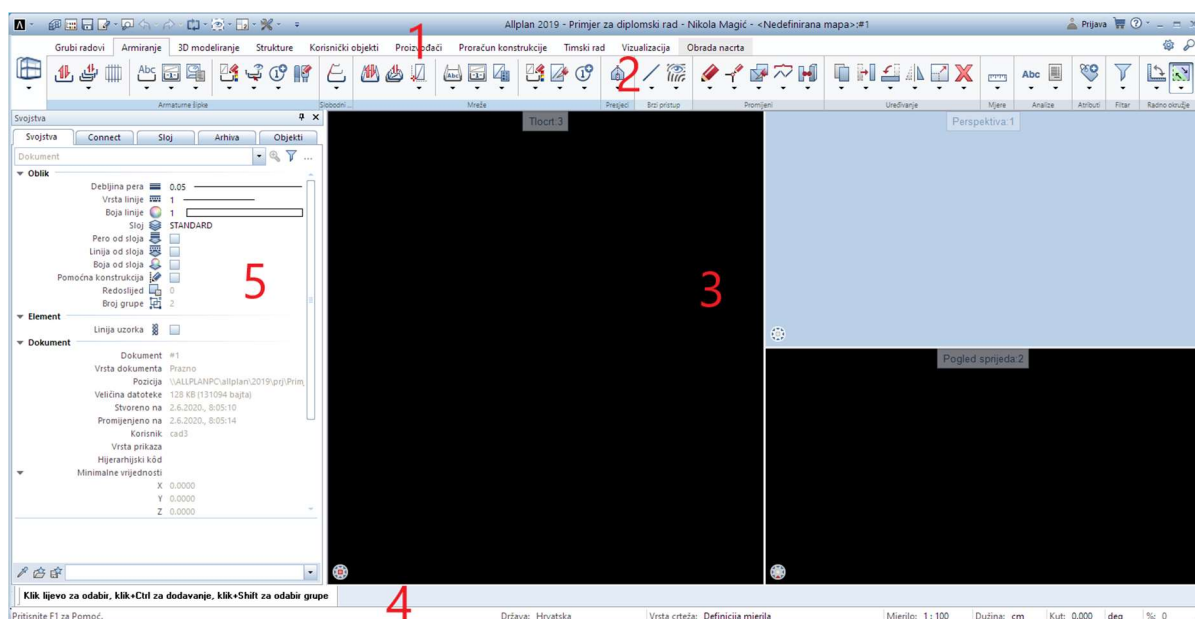 Allplan 2019 - Primjer za diplomski rad - Nikola Magić - <Nedefinirana mapa>:#1
Prijava
Grubi radovi Armiranje 3D modeliranje Strukture Korisnički objekti Proizvođači Proračun konstrukcije Timski rad Vizualizacija Obrada nacrta
1
2
Abc
Abc
Abc
Armaturne šipke Slobodni ... Mreže Presjeci Brzi pristup Promjeni Uređivanje Mjere Analize Atributi Filtar Radno okružje
Svojstva
Svojstva Connect Sloj Arhiva Objekti
Dokument
Oblik
Debljina pera 0.05
Vrsta linije 1
Boja linije 1
Sloj STANDARD
Pero od sloja
Linija od sloja
Boja od sloja
Pomoćna konstrukcija
Redoslijed 0
Broj grupe 2
5
Element
Linija uzorka
Dokument
Dokument #1
Vrsta dokumenta Prazno
Pozicija \\ALLPLANPC\allplan\2019\prj\Prim
Veličina datoteke 128 KB (131094 bajta)
Stvoreno na 2.6.2020., 8:05:10
Promijenjeno na 2.6.2020., 8:05:14
Korisnik cad3
Vrsta prikaza
Hijerarhijski kôd
Minimalne vrijednosti
X 0.0000
Y 0.0000
Z 0.0000
Tlocrt:3
3
Perspektiva:1
Pogled sprijeda:2
Klik lijevo za odabir, klik+Ctrl za dodavanje, klik+Shift za odabir grupe
4
Pritisnite F1 za Pomoć. Država: Hrvatska Vrsta crteža: Definicija mjerila Mjerilo: 1 : 100 Dužina: cm Kut: 0.000 deg %: 0